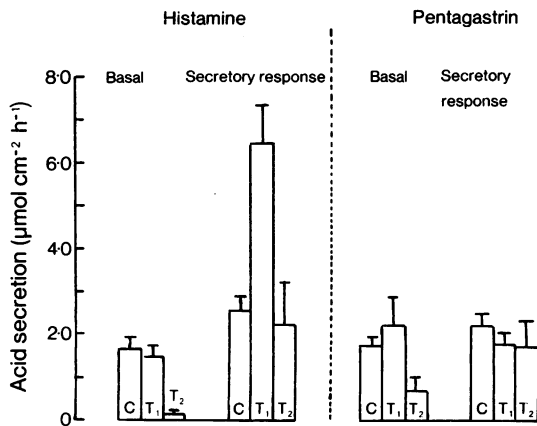 Histamine
Pentagastrin
Basal
Secretory response
Basal
Secretory
response
Acid secretion (μmol cm⁻² h⁻¹)
8·0
6·0
4·0
2·0
0
C T₁ T₂
C T₁ T₂
C T₁ T₂
C T₁ T₂